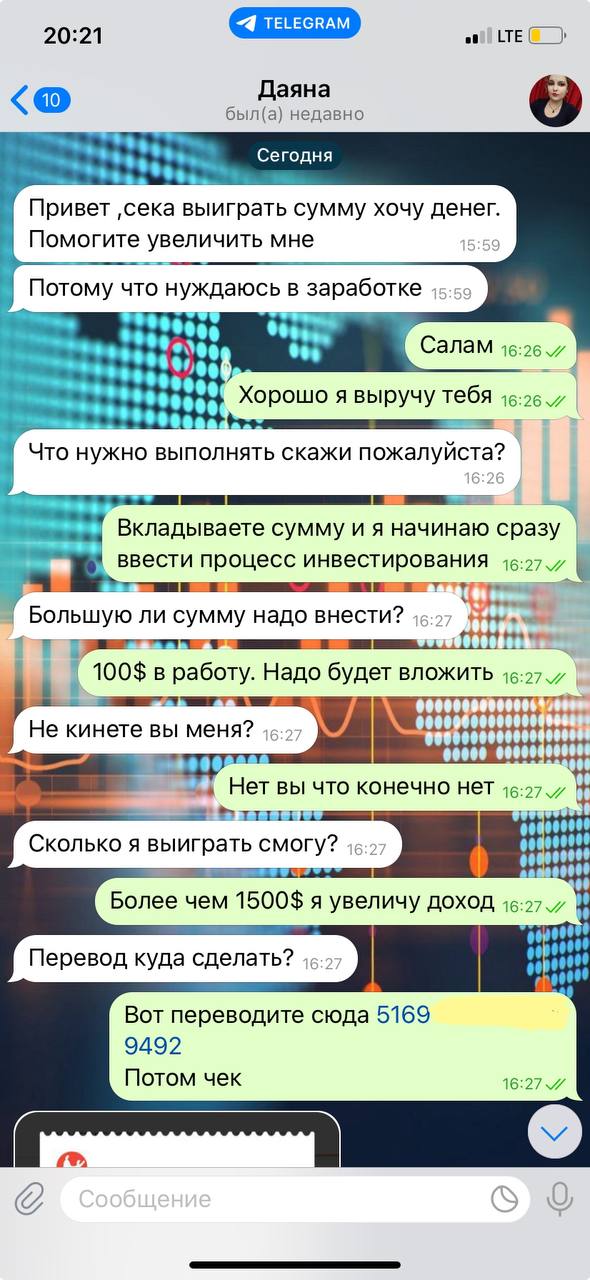 20:21
TELEGRAM
LTE
10
Даяна
был(а) недавно
Сегодня
Привет ,сека выиграть сумму хочу денег.
Помогите увеличить мне 15:59
Потому что нуждаюсь в заработке 15:59
Салам 16:26
Хорошо я выручу тебя 16:26
Что нужно выполнять скажи пожалуйста?
16:26
Вкладываете сумму и я начинаю сразу
ввести процесс инвестирования 16:27
Большую ли сумму надо внести? 16:27
100$ в работу. Надо будет вложить 16:27
Не кинете вы меня? 16:27
Нет вы что конечно нет 16:27
Сколько я выиграть смогу? 16:27
Более чем 1500$ я увеличу доход 16:27
Перевод куда сделать? 16:27
Вот переводите сюда 5169
9492
Потом чек 16:27
Сообщение